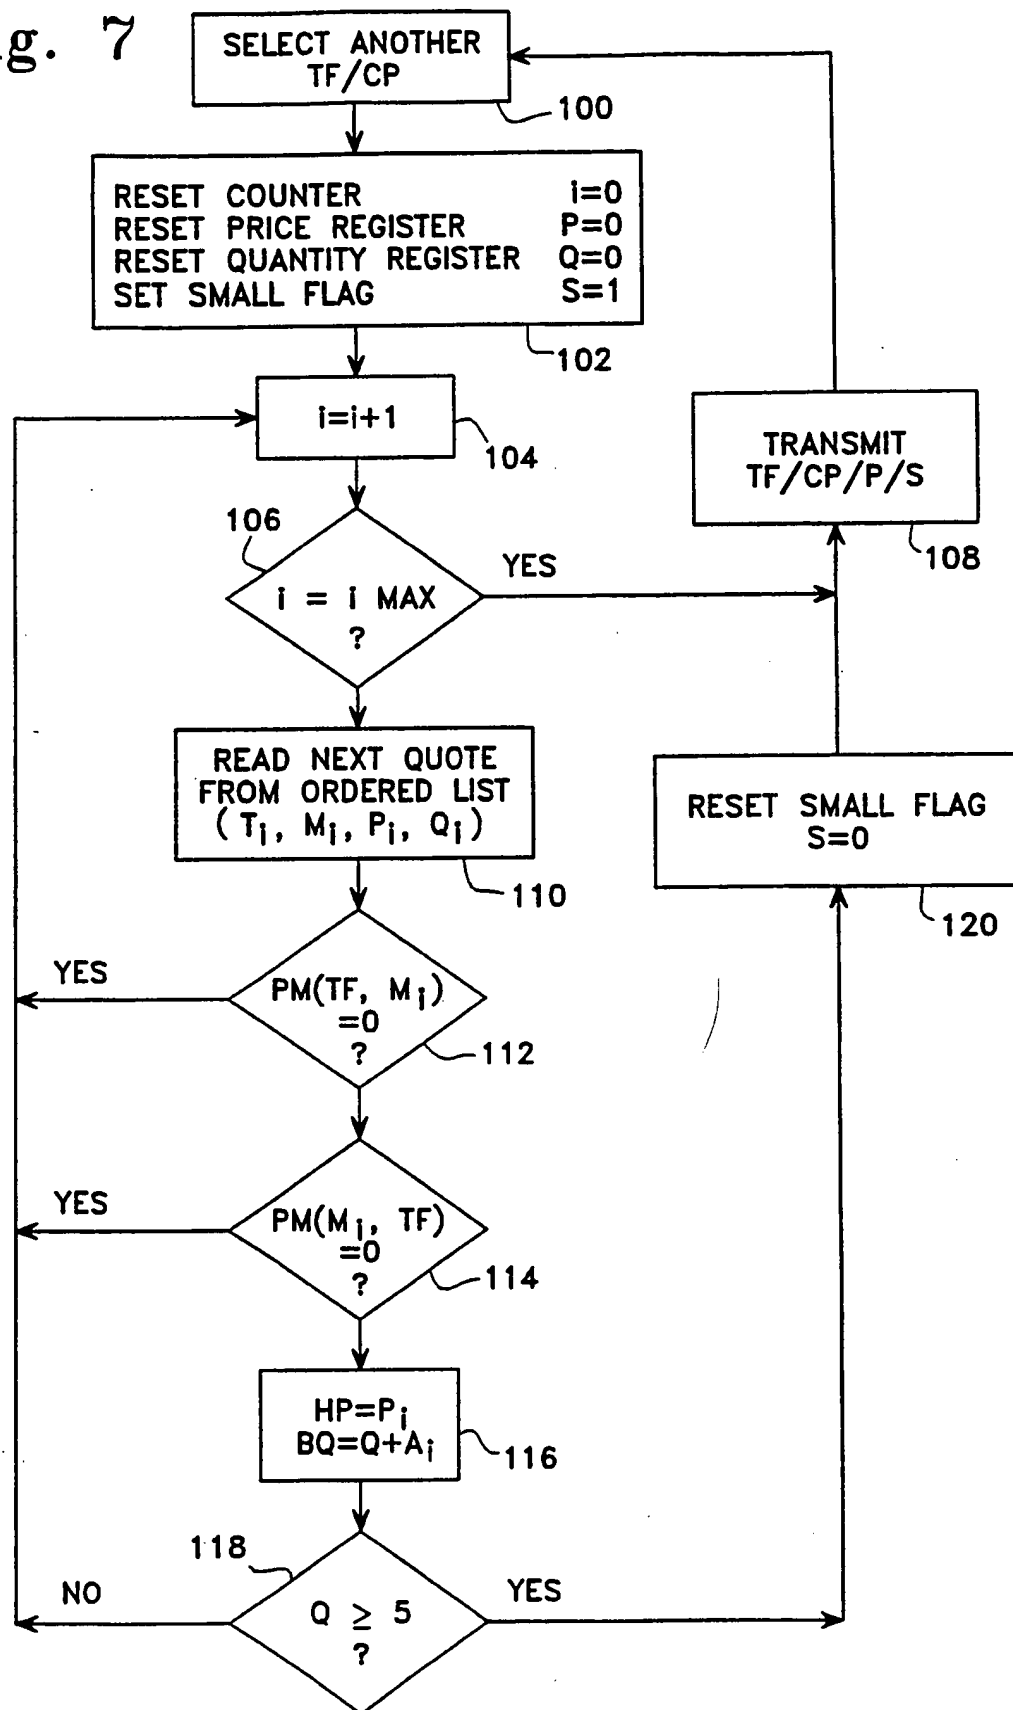 g. 7
SELECT ANOTHER
TF/CP
100
RESET COUNTER i=0
RESET PRICE REGISTER P=0
RESET QUANTITY REGISTER Q=0
SET SMALL FLAG S=1
102
i=i+1
104
TRANSMIT
TF/CP/P/S
108
106
i = i MAX
?
YES
READ NEXT QUOTE
FROM ORDERED LIST
(Ti, Mi, Pi, Qi)
110
RESET SMALL FLAG
S=0
120
YES
PM(TF, Mi)
=0
?
112
YES
PM(Mi, TF)
=0
?
114
HP=Pi
BQ=Q+Ai
116
118
NO
Q ≥ 5
?
YES